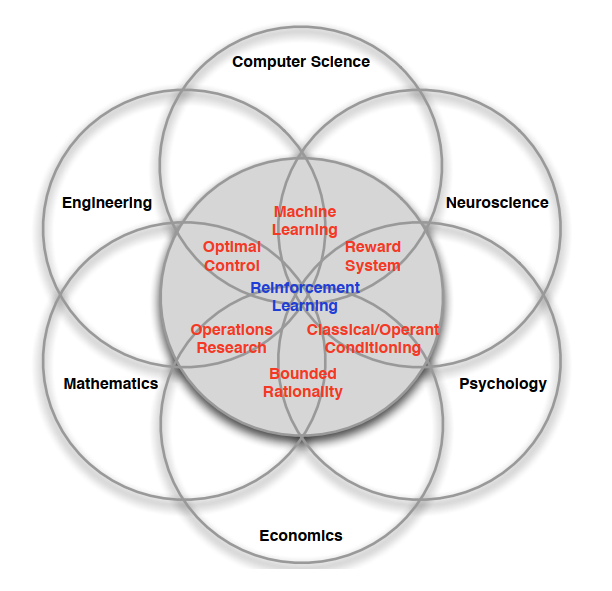 Computer Science
Engineering
Neuroscience
Machine
Learning
Optimal
Control
Reward
System
Reinforcement
Learning
Operations
Research
Classical/Operant
Conditioning
Bounded
Rationality
Mathematics
Psychology
Economics